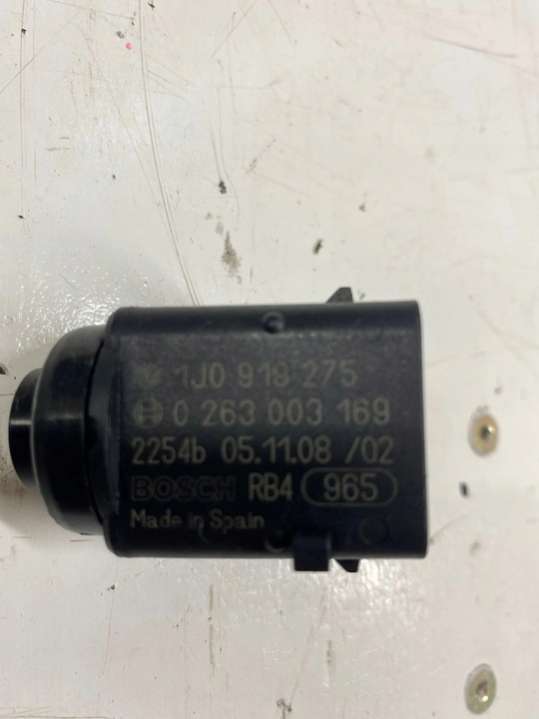 1J0 919 275
0 263 003 169
2254b 05.11.08 /02
BOSCH RB4 965
Made in Spain